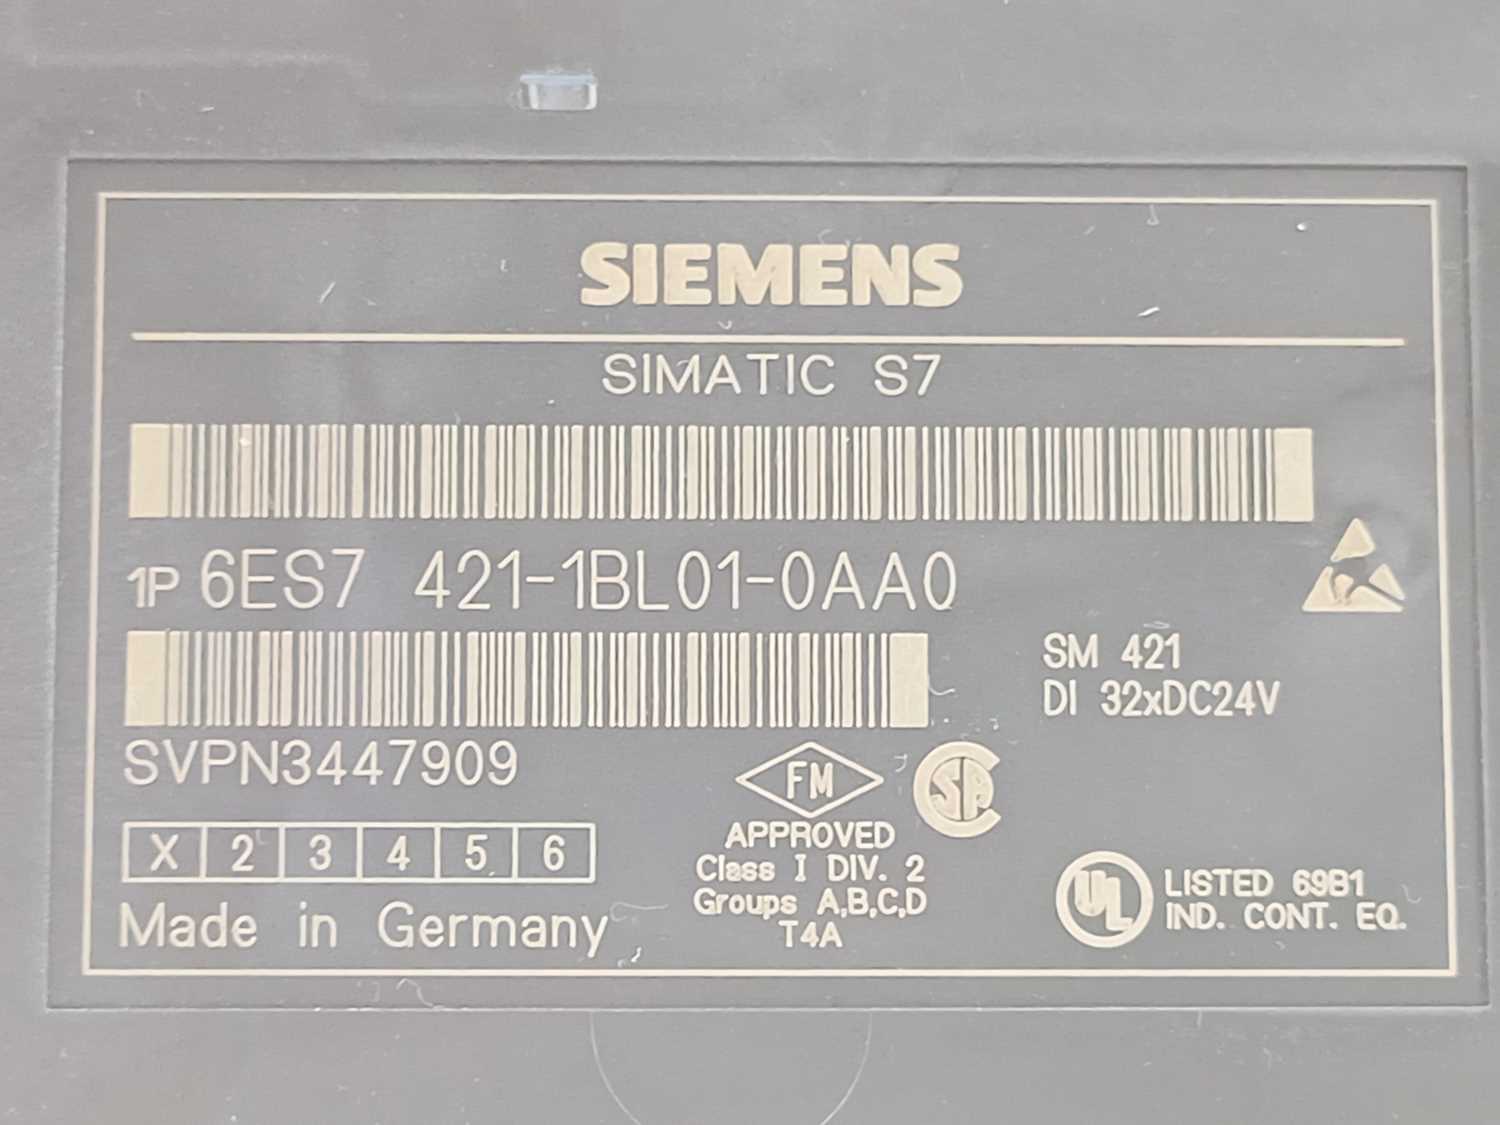 SIEMENS
SIMATIC S7
1P 6ES7 421-1BL01-0AA0
SM 421
DI 32xDC24V
SVPN3447909
X 2 3 4 5 6
Made in Germany
FM
APPROVED
Class I DIV. 2
Groups A,B,C,D
T4A
SA
UL
LISTED 69B1
IND. CONT. EQ.